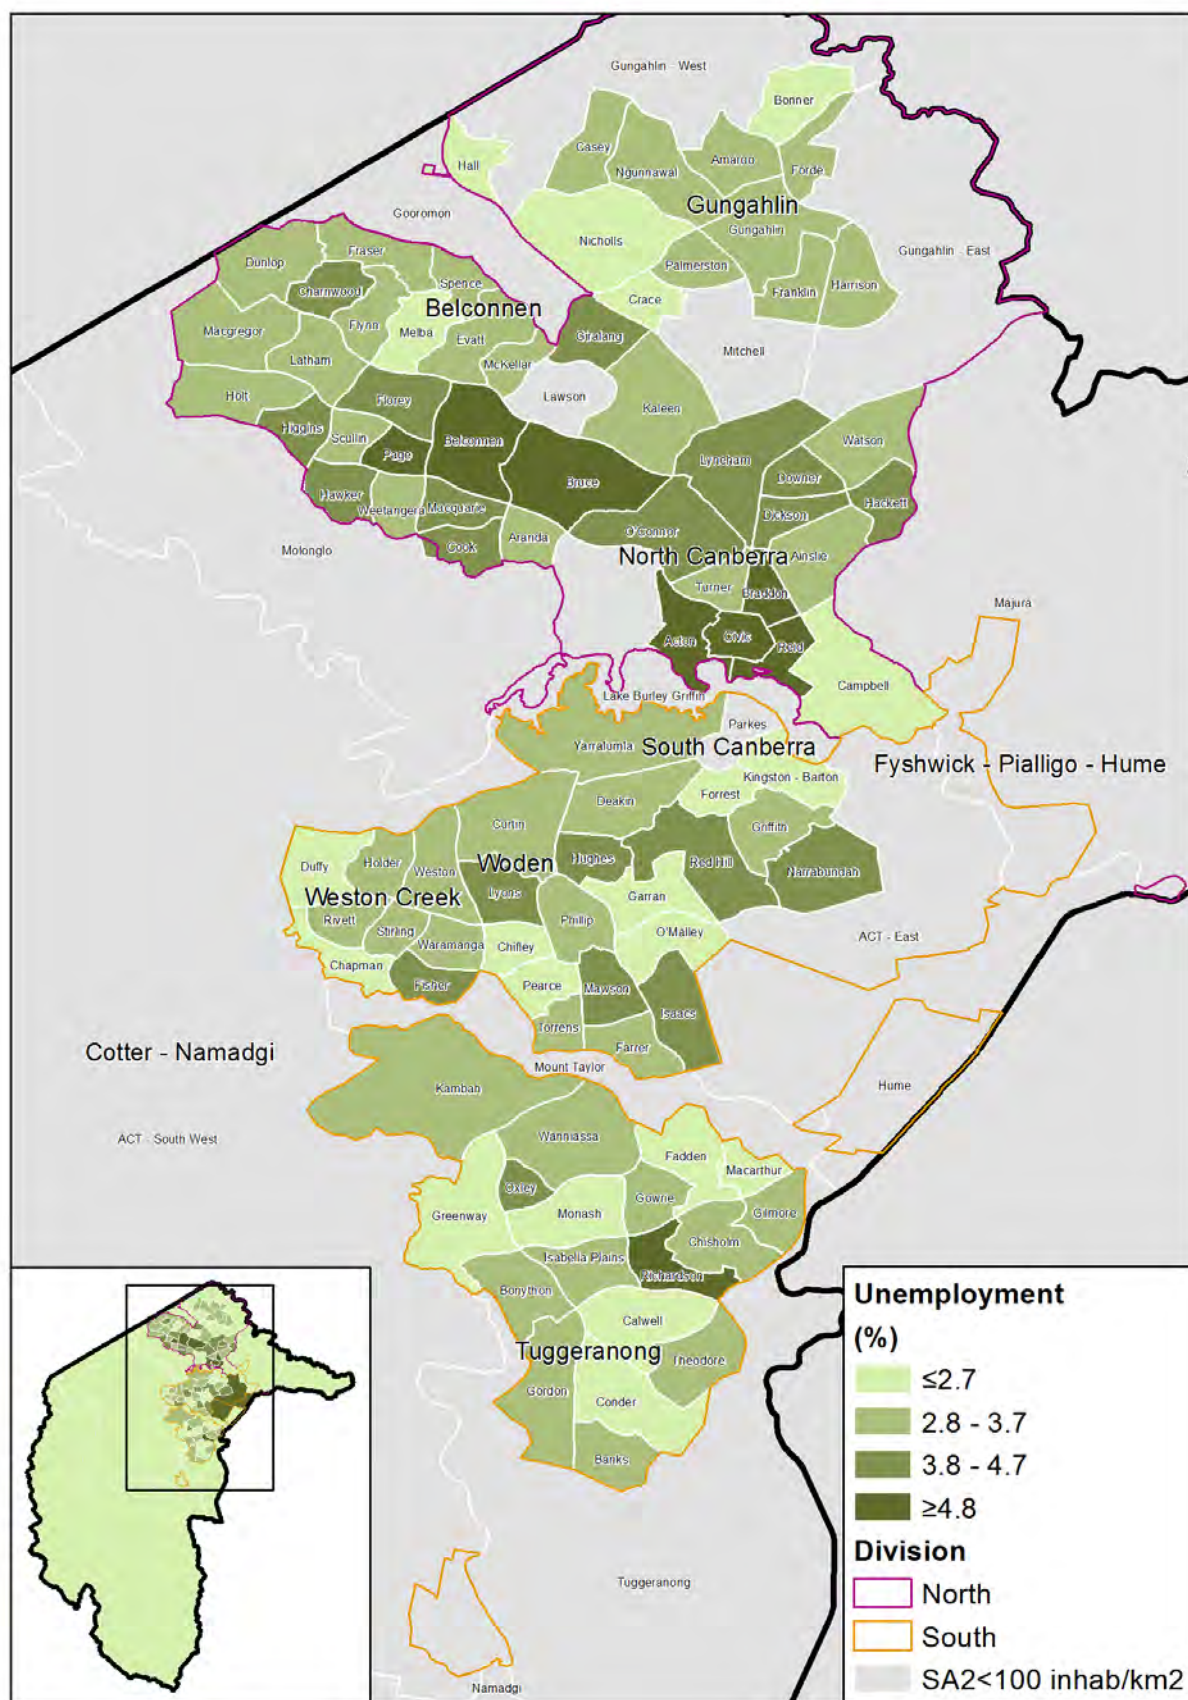 Gungahlin - West
Bonner
Casey
Ngunnawal
Amaroo
Forde
Hall
Gungahlin
Gooromon
Nicholls
Gungahlin
Gungahlin - East
Dunlop
Fraser
Palmerston
Charnwood
Spence
Franklin
Harrison
Crace
Belconnen
Macgregor
Flynn
Melba
Evatt
Giralang
Mitchell
Latham
McKellar
Holt
Lawson
Florey
Kaleen
Higgins
Scullin
Belconnen
Watson
Page
Lyneham
Bruce
Downer
Hawker
Weetangera
Macquarie
Dickson
Hackett
O'Connor
Aranda
Cook
Molonglo
North Canberra
Ainslie
Turner
Braddon
Majura
Acton
Civic
Reid
Campbell
Lake Burley Griffin
Parkes
Yarralumla
South Canberra
Fyshwick - Pialligo - Hume
Kingston - Barton
Deakin
Forrest
Curtin
Griffith
Duffy
Holder
Weston
Hughes
Woden
Red Hill
Narrabundah
Lyons
Weston Creek
Garran
Rivett
Stirling
Phillip
Waramanga
Chifley
O'Malley
ACT - East
Chapman
Fisher
Pearce
Mawson
Isaacs
Torrens
Farrer
Cotter - Namadgi
Mount Taylor
Kambah
Hume
ACT - South West
Wanniassa
Fadden
Macarthur
Oxley
Gowrie
Greenway
Monash
Gilmore
Chisholm
Isabella Plains
Richardson
Bonython
Calwell
Tuggeranong
Theodore
Gordon
Conder
Banks
Tuggeranong
Namadgi
Unemployment
(%)
≤2.7
2.8 - 3.7
3.8 - 4.7
≥4.8
Division
North
South
SA2<100 inhab/km2